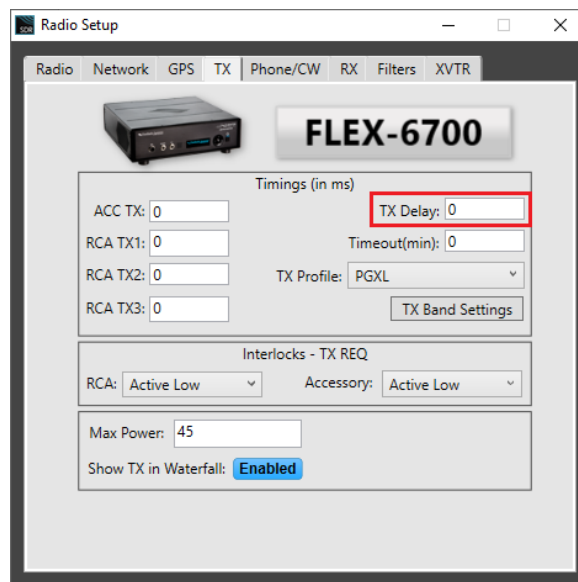 Radio Setup
Radio Network GPS TX Phone/CW RX Filters XVTR
FLEX-6700
Timings (in ms)
ACC TX: 0
TX Delay: 0
RCA TX1: 0
Timeout(min): 0
RCA TX2: 0
TX Profile: PGXL
RCA TX3: 0
TX Band Settings
Interlocks - TX REQ
RCA: Active Low
Accessory: Active Low
Max Power: 45
Show TX in Waterfall: Enabled